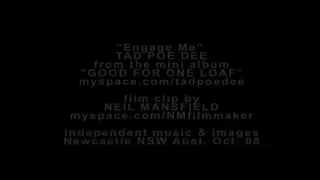 "Engage Me"
TAD POE DEE
from the mini album
"GOOD FOR ONE LOAF"
myspace.com/tadpoedee
film clip by
NEIL MANSFIELD
myspace.com/NMfilmmaker
independent music & images
Newcastle NSW Aust. Oct. 08